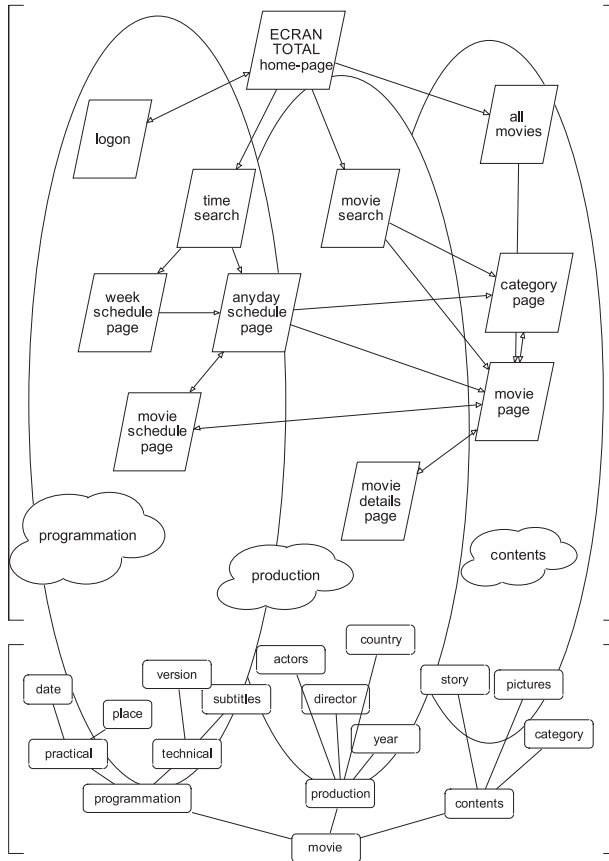 ECRAN
TOTAL
home-page
logon
all
movies
time
search
movie
search
week
schedule
page
anyday
schedule
page
category
page
movie
schedule
page
movie
page
movie
details
page
programmation
production
contents
country
actors
version
story
pictures
date
subtitles
director
place
practical
technical
year
category
programmation
production
contents
movie